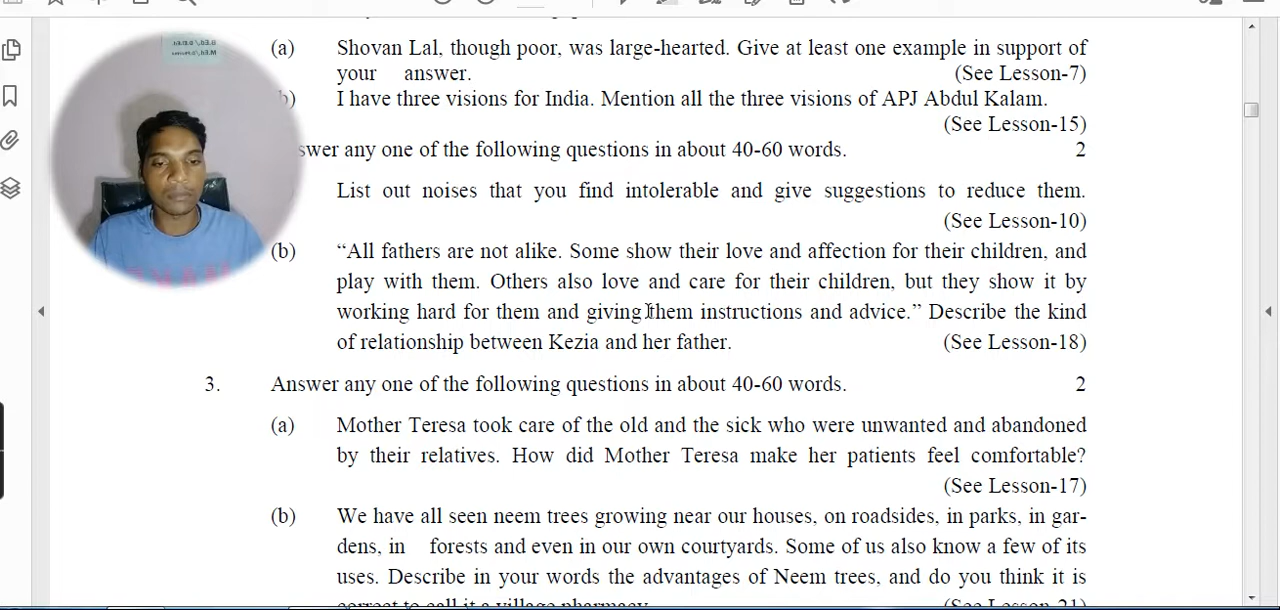 (a) Shovan Lal, though poor, was large-hearted. Give at least one example in support of
your answer. (See Lesson-7)
b) I have three visions for India. Mention all the three visions of APJ Abdul Kalam.
(See Lesson-15)
swer any one of the following questions in about 40-60 words. 2
List out noises that you find intolerable and give suggestions to reduce them.
(See Lesson-10)
(b) “All fathers are not alike. Some show their love and affection for their children, and
play with them. Others also love and care for their children, but they show it by
working hard for them and giving them instructions and advice.” Describe the kind
of relationship between Kezia and her father. (See Lesson-18)
3. Answer any one of the following questions in about 40-60 words. 2
(a) Mother Teresa took care of the old and the sick who were unwanted and abandoned
by their relatives. How did Mother Teresa make her patients feel comfortable?
(See Lesson-17)
(b) We have all seen neem trees growing near our houses, on roadsides, in parks, in gar-
dens, in forests and even in our own courtyards. Some of us also know a few of its
uses. Describe in your words the advantages of Neem trees, and do you think it is
correct to call it a village pharmacy. (See Lesson-21)